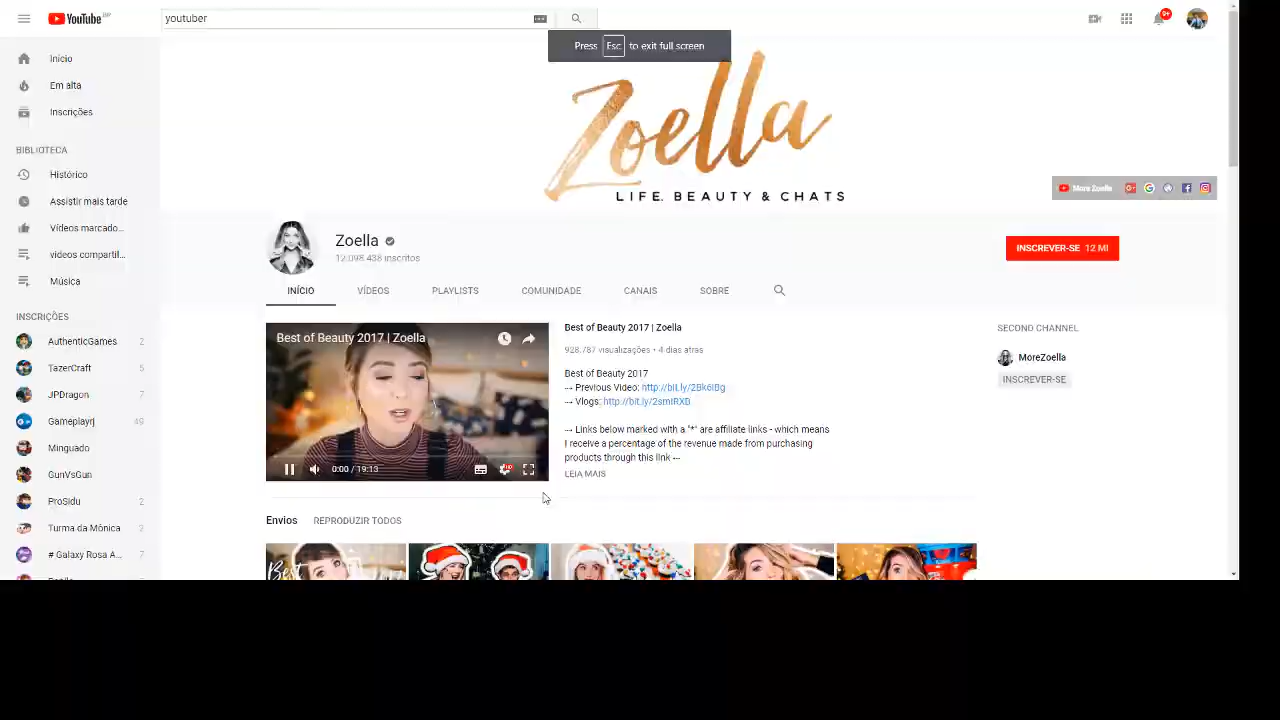 YouTube BR
youtuber
Press Esc to exit full screen
Zoella
LIFE, BEAUTY & CHATS
More Zoella
Início
Em alta
Inscrições
BIBLIOTECA
Histórico
Assistir mais tarde
Vídeos marcado...
videos compartil...
Música
INSCRIÇÕES
AuthenticGames 2
TazerCraft 5
JPDragon 7
Gameplayrj 49
Minguado
GunVsGun
ProSidu 2
Turma da Mônica 2
# Galaxy Rosa A... 7
Zoella
12.098.438 inscritos
INSCREVER-SE 12 MI
INÍCIO VÍDEOS PLAYLISTS COMUNIDADE CANAIS SOBRE
Best of Beauty 2017 | Zoella
0:00 / 19:13
Best of Beauty 2017 | Zoella
928.787 visualizações • 4 dias atrás
Best of Beauty 2017
→ Previous Video: http://bit.ly/2Bk6IBg
→ Vlogs: http://bit.ly/2smIRXB
→ Links below marked with a "*" are affiliate links - which means
I receive a percentage of the revenue made from purchasing
products through this link ←
LEIA MAIS
SECOND CHANNEL
MoreZoella
INSCREVER-SE
Envios REPRODUZIR TODOS
Best